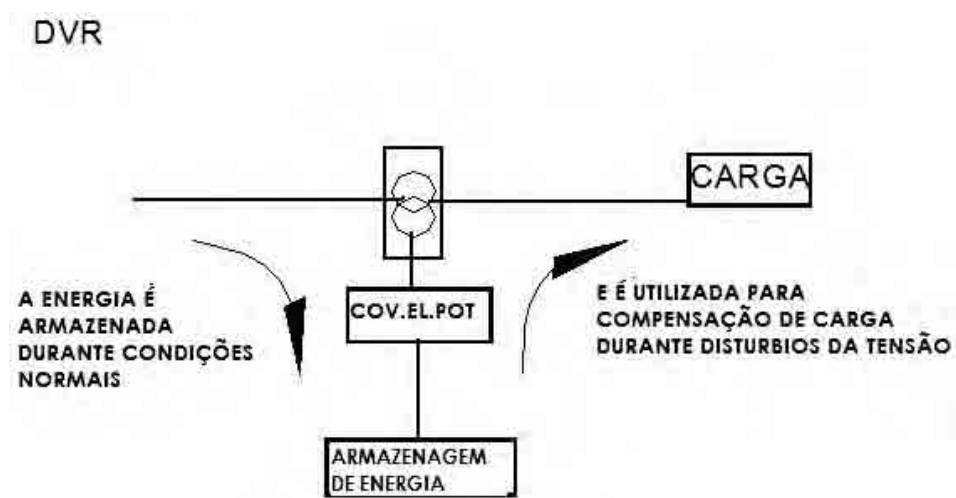 DVR
CARGA
A ENERGIA É
ARMAZENADA
DURANTE CONDIÇÕES
NORMAIS
COV.EL.POT
E É UTILIZADA PARA
COMPENSAÇÃO DE CARGA
DURANTE DISTURBIOS DA TENSÃO
ARMAZENAGEM
DE ENERGIA